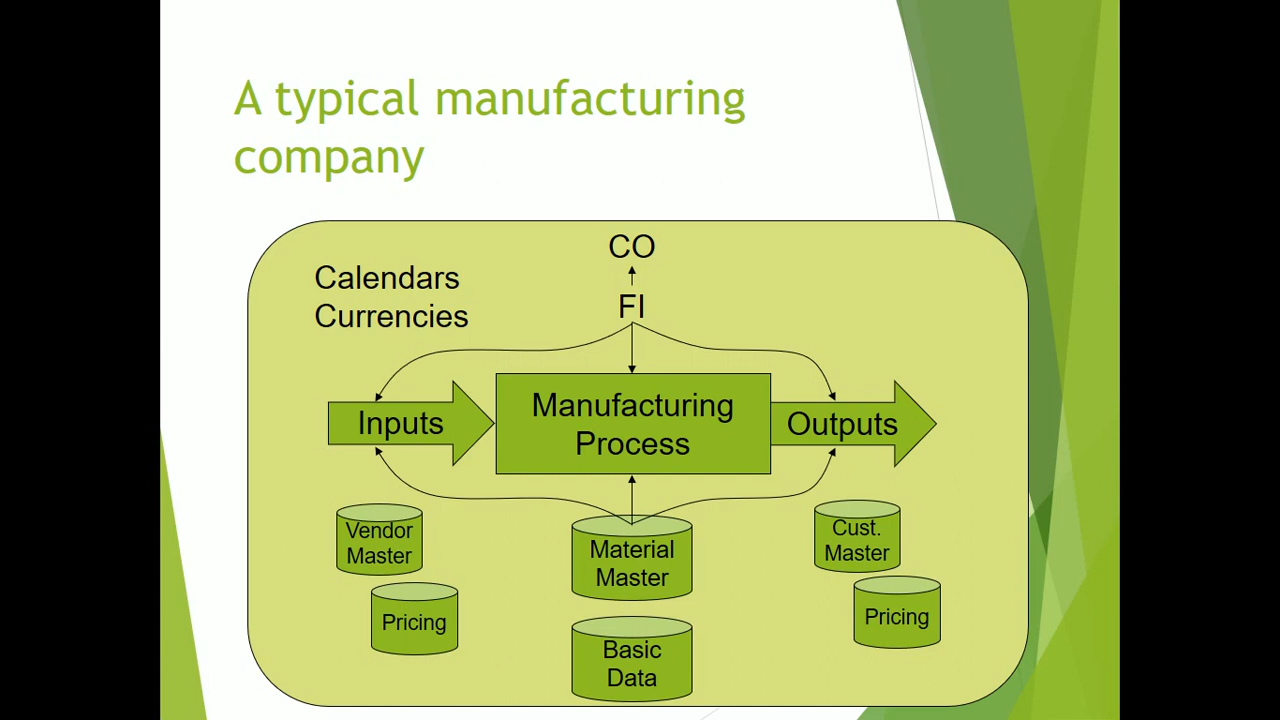 A typical manufacturing
company
CO
Calendars
Currencies
FI
Inputs
Manufacturing
Process
Outputs
Vendor
Master
Pricing
Material
Master
Basic
Data
Cust.
Master
Pricing